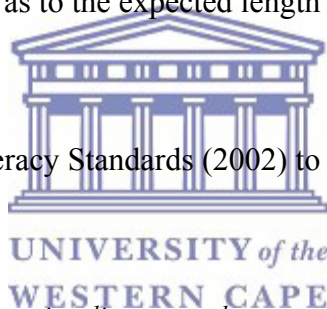 as to the expected length
eracy Standards (2002) to
UNIVERSITY of the
WESTERN CAPE